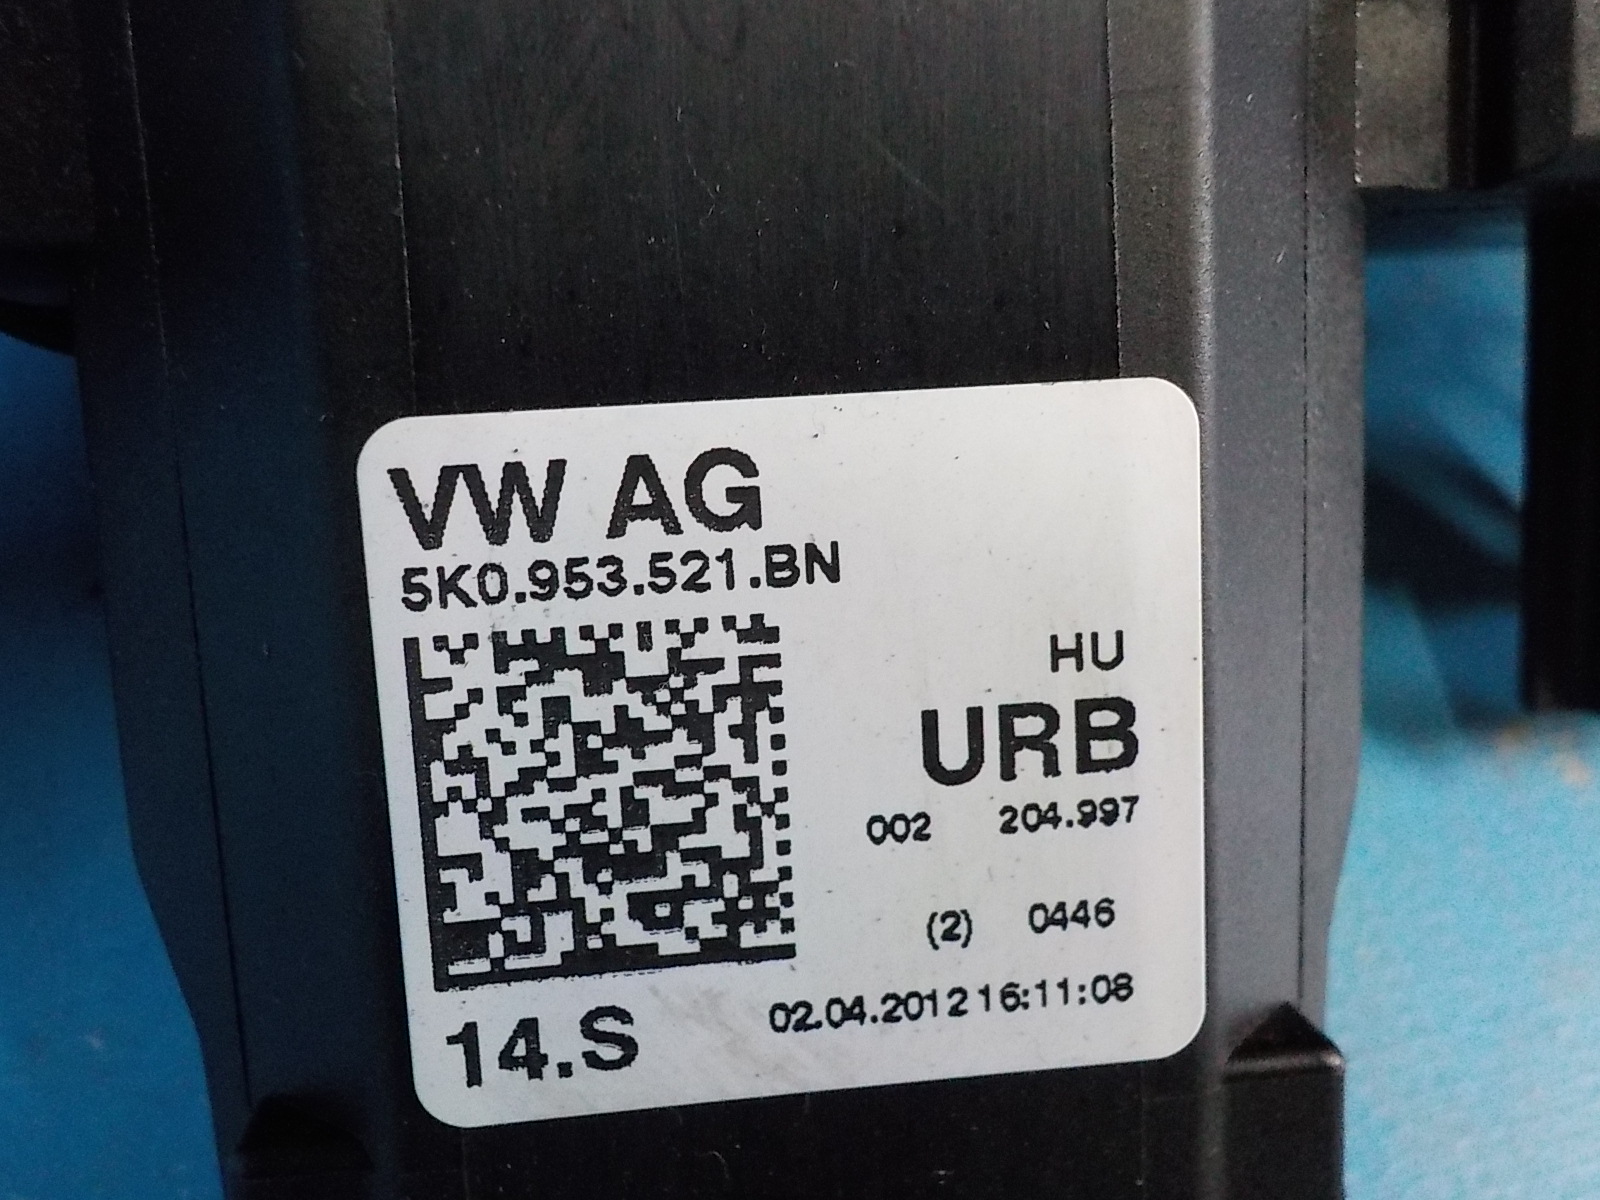 VW AG
5K0.953.521.BN
HU
URB
002 204.997
(2) 0446
02.04.2012 16:11:08
14.S